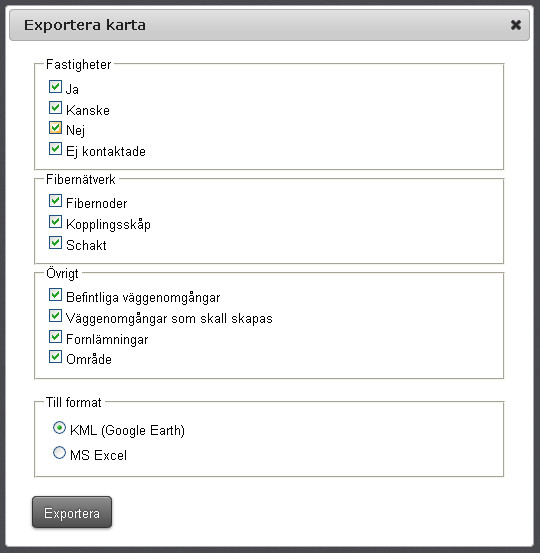 Exportera karta
Fastigheter
Ja
Kanske
Nej
Ej kontaktade
Fibernätverk
Fibernoder
Kopplingsskåp
Schakt
Övrigt
Befintliga väggenomgångar
Väggenomgångar som skall skapas
Fornlämningar
Område
Till format
KML (Google Earth)
MS Excel
Exportera